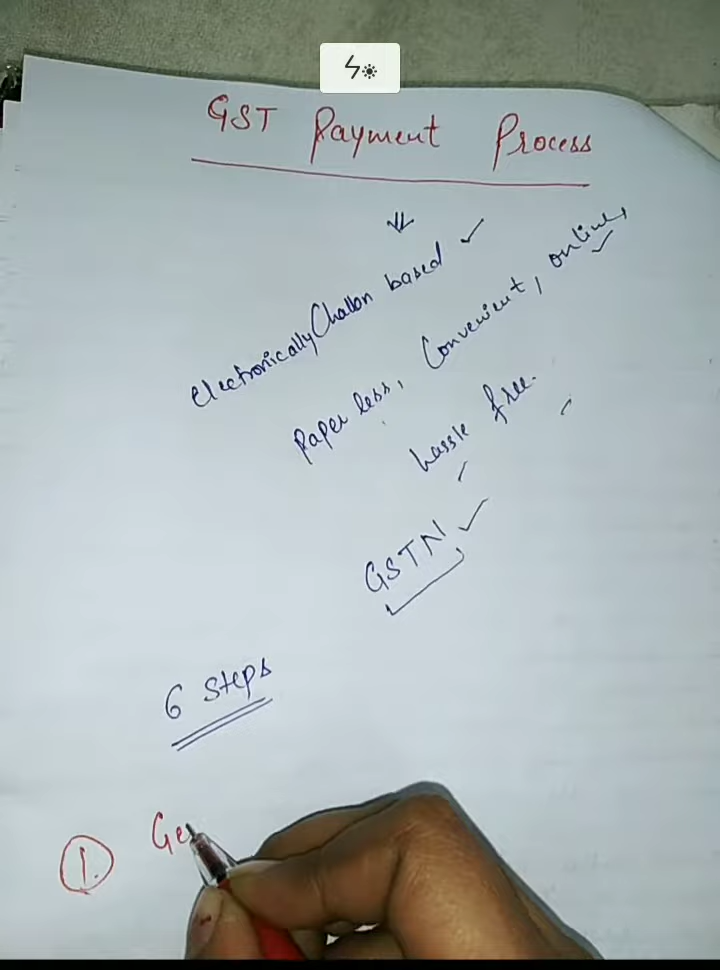 GST Payment Process
Electronically Challan based
Paper less, Convenient, online,
hassle free.
GSTN
6 Steps
1. Ge